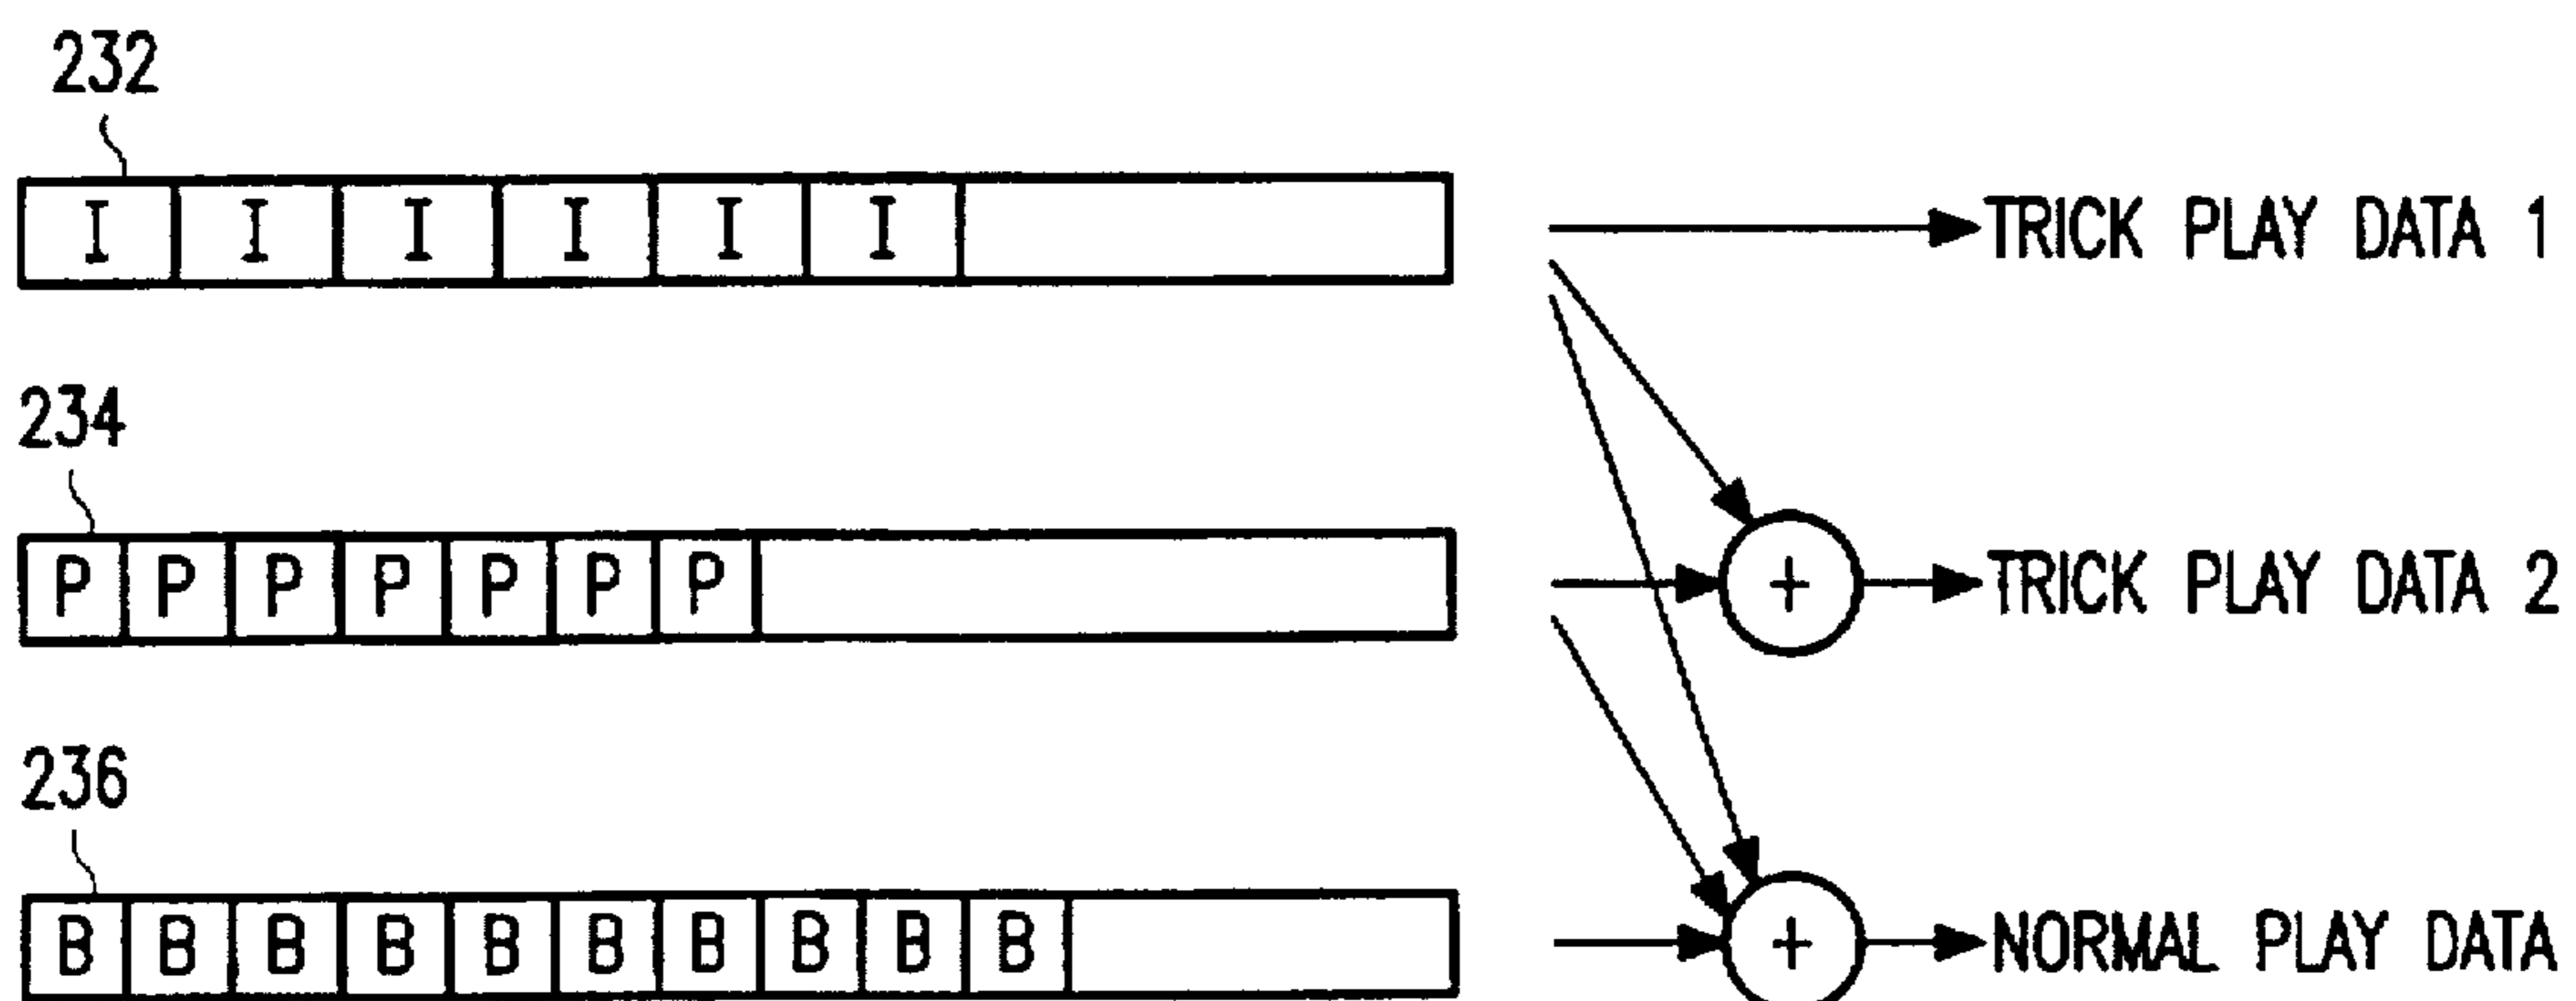 232
I I I I I I
TRICK PLAY DATA 1
234
P P P P P P P
+
TRICK PLAY DATA 2
236
B B B B B B B B B B
+
NORMAL PLAY DATA